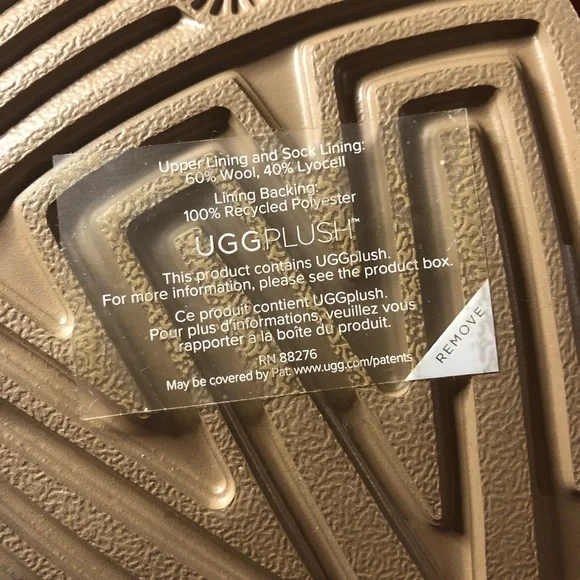 Upper Lining and Sock Lining:
60% Wool, 40% Lyocell
Lining Backing:
100% Recycled Polyester
UGGPLUSH™
This product contains UGGplush.
For more information, please see the product box.
Ce produit contient UGGplush.
Pour plus d'informations, veuillez vous
rapporter à la boîte du produit.
RN 88276
May be covered by Pat www.ugg.com/patents
REMOVE